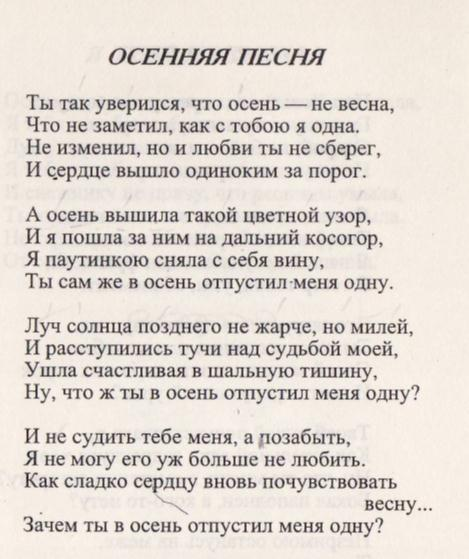 ОСЕННЯЯ ПЕСНЯ
Ты так уверился, что осень — не весна,
Что не заметил, как с тобою я одна.
Не изменил, но и любви ты не сберег,
И сердце вышло одиноким за порог.
А осень вышила такой цветной узор,
И я пошла за ним на дальний косогор,
Я паутинкою сняла с себя вину,
Ты сам же в осень отпустил меня одну.
Луч солнца позднего не жарче, но милей,
И расступились тучи над судьбой моей,
Ушла счастливая в шальную тишину,
Ну, что ж ты в осень отпустил меня одну?
И не судить тебе меня, а позабыть,
Я не могу его уж больше не любить.
Как сладко сердцу вновь почувствовать
весну...
Зачем ты в осень отпустил меня одну?